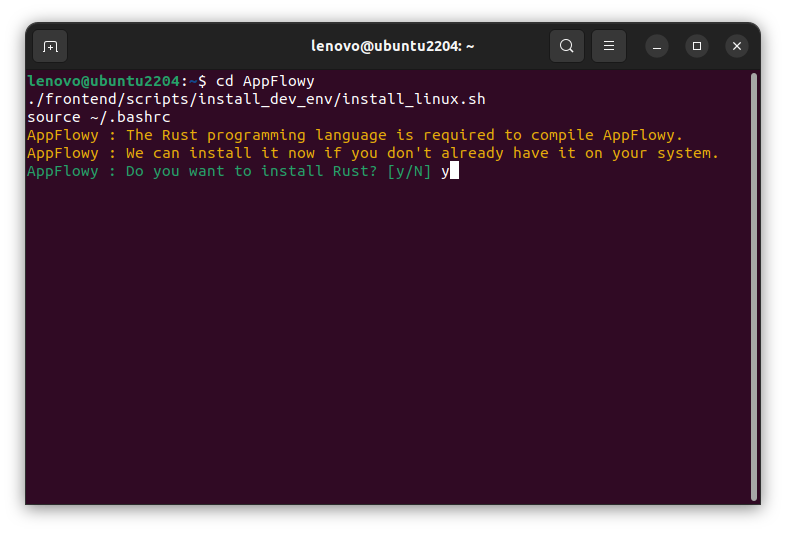 lenovo@ubuntu2204: ~
lenovo@ubuntu2204:~$ cd AppFlowy
./frontend/scripts/install_dev_env/install_linux.sh
source ~/.bashrc
AppFlowy : The Rust programming language is required to compile AppFlowy.
AppFlowy : We can install it now if you don't already have it on your system.
AppFlowy : Do you want to install Rust? [y/N] y